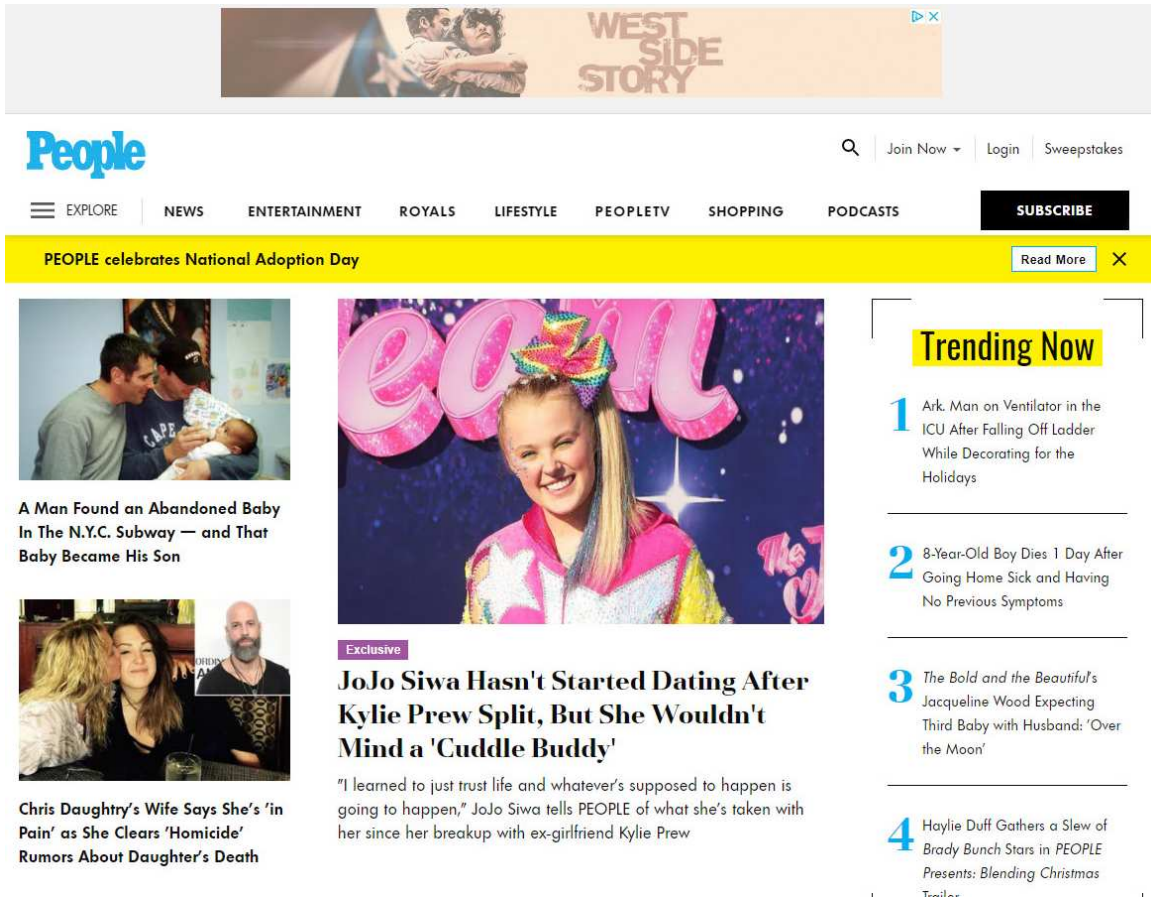 WEST
SIDE
STORY
People
Join Now
Login
Sweepstakes
EXPLORE
NEWS
ENTERTAINMENT
ROYALS
LIFESTYLE
PEOPLETV
SHOPPING
PODCASTS
SUBSCRIBE
PEOPLE celebrates National Adoption Day
Read More
CAPE
A Man Found an Abandoned Baby
In The N.Y.C. Subway — and That
Baby Became His Son
Chris Daughtry's Wife Says She's 'in
Pain' as She Clears 'Homicide'
Rumors About Daughter's Death
Exclusive
JoJo Siwa Hasn't Started Dating After
Kylie Prew Split, But She Wouldn't
Mind a 'Cuddle Buddy'
"I learned to just trust life and whatever's supposed to happen is
going to happen," JoJo Siwa tells PEOPLE of what she's taken with
her since her breakup with ex-girlfriend Kylie Prew
Trending Now
1
Ark. Man on Ventilator in the
ICU After Falling Off Ladder
While Decorating for the
Holidays
2
8-Year-Old Boy Dies 1 Day After
Going Home Sick and Having
No Previous Symptoms
3
The Bold and the Beautiful's
Jacqueline Wood Expecting
Third Baby with Husband: 'Over
the Moon'
4
Haylie Duff Gathers a Slew of
Brady Bunch Stars in PEOPLE
Presents: Blending Christmas
Trailer